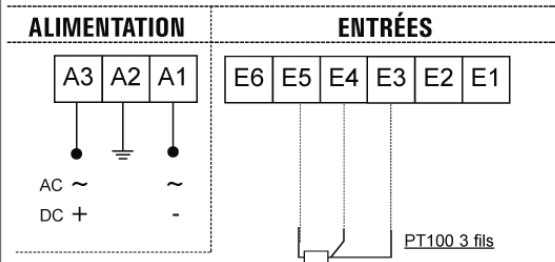 ALIMENTATION ENTRÉES
A3 A2 A1 E6 E5 E4 E3 E2 E1
AC ~ ~
DC + -
PT100 3 fils